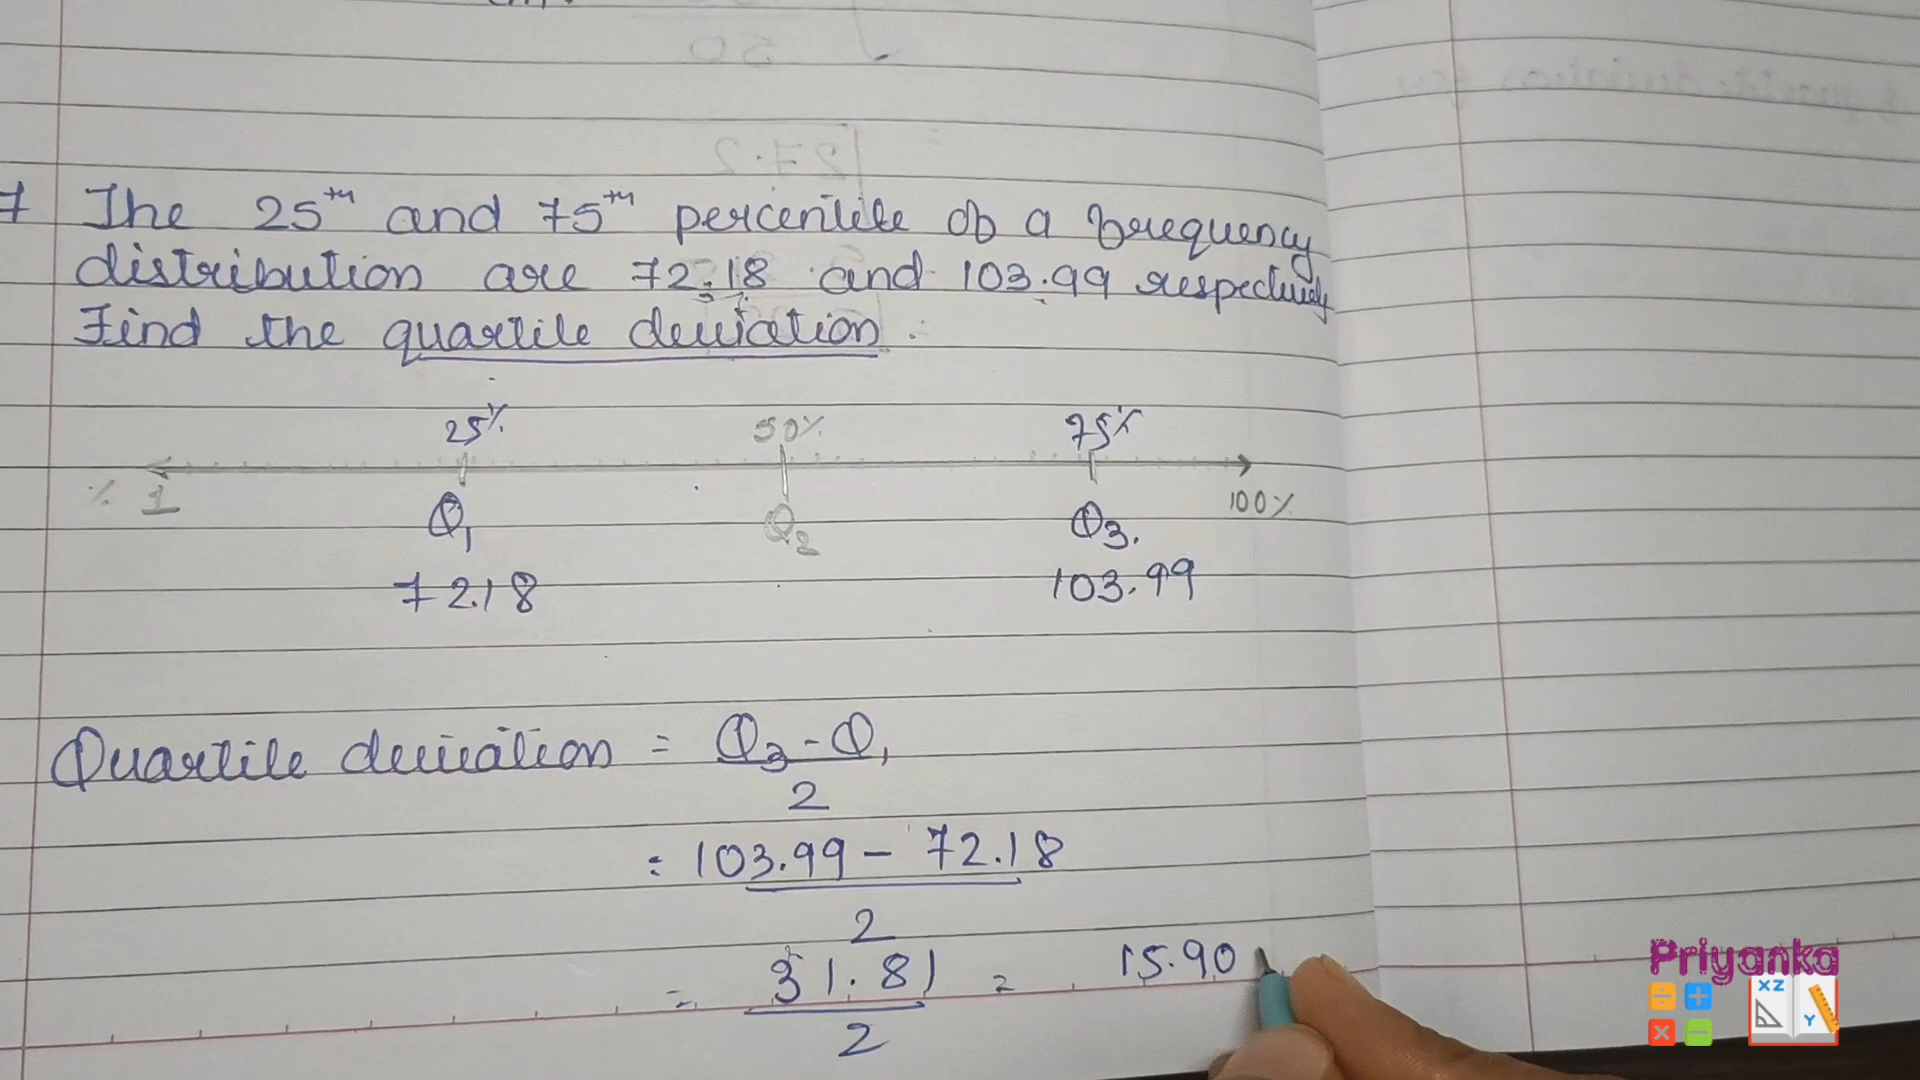 7 The 25th and 75th percentile of a frequency
distribution are 72.18 and 103.99 respectively
Find the quartile deviation.
25% 50% 75%
% 1 100%
Q1 Q2 Q3.
72.18 103.99
Quartile deviation = Q3 - Q1
2
= 103.99 - 72.18
2
= 31.81 = 15.90
2
Priyanka
XZ
Y